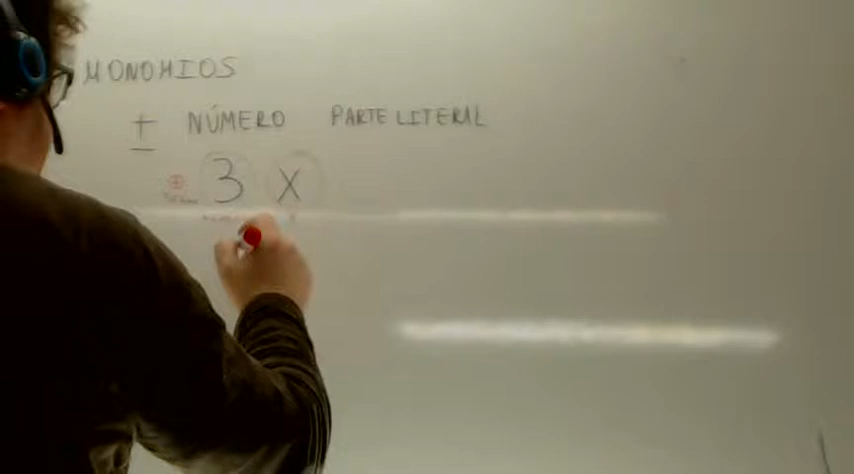 MONOMIOS
± NÚMERO PARTE LITERAL
+ 3 X